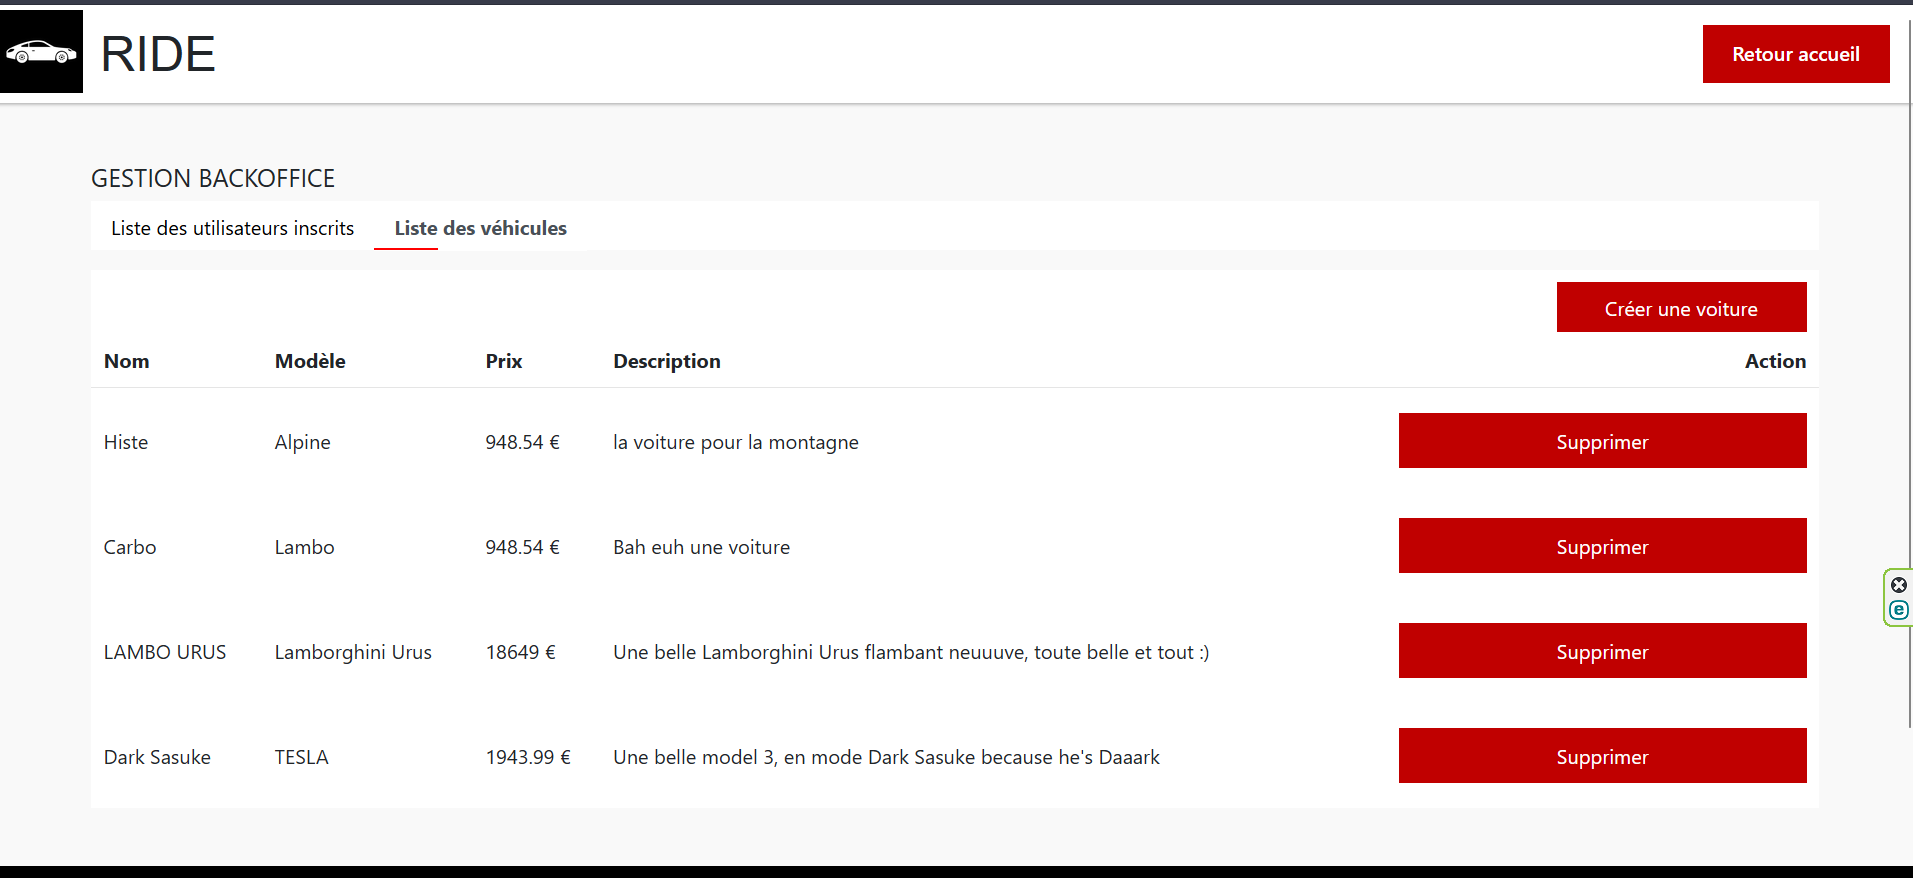 RIDE
Retour accueil
GESTION BACKOFFICE
Liste des utilisateurs inscrits Liste des véhicules
Créer une voiture
Nom Modèle Prix Description Action
Histe Alpine 948.54 € la voiture pour la montagne Supprimer
Carbo Lambo 948.54 € Bah euh une voiture Supprimer
LAMBO URUS Lamborghini Urus 18649 € Une belle Lamborghini Urus flambant neuuuve, toute belle et tout :) Supprimer
Dark Sasuke TESLA 1943.99 € Une belle model 3, en mode Dark Sasuke because he's Daaark Supprimer
e